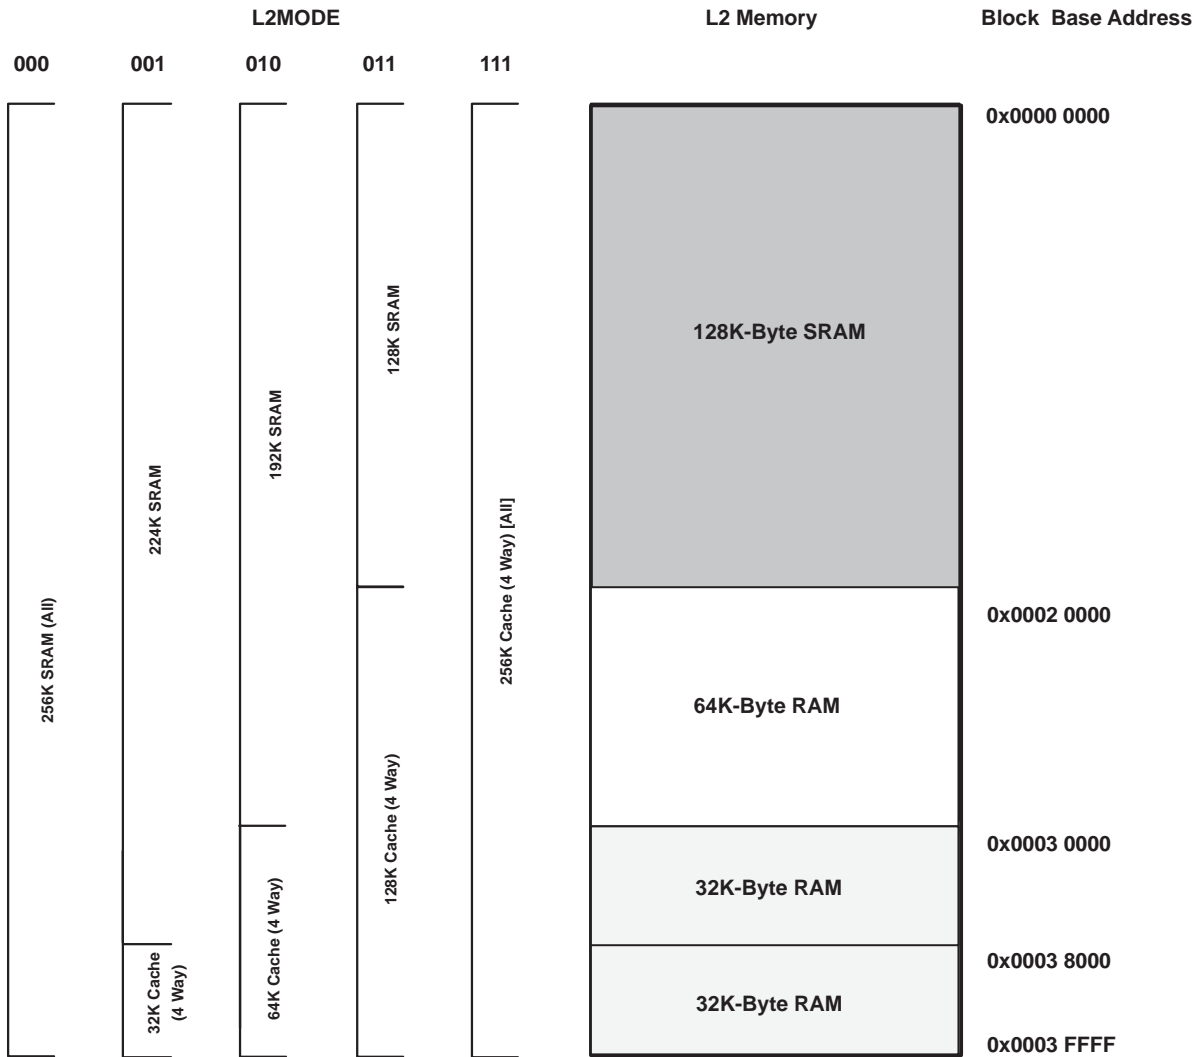 L2MODE
L2 Memory
Block Base Address
000
001
010
011
111
0x0000 0000
128K-Byte SRAM
0x0002 0000
64K-Byte RAM
0x0003 0000
32K-Byte RAM
0x0003 8000
32K-Byte RAM
0x0003 FFFF
256K SRAM (All)
224K SRAM
32K Cache
(4 Way)
192K SRAM
64K Cache (4 Way)
128K SRAM
128K Cache (4 Way)
256K Cache (4 Way) [All]